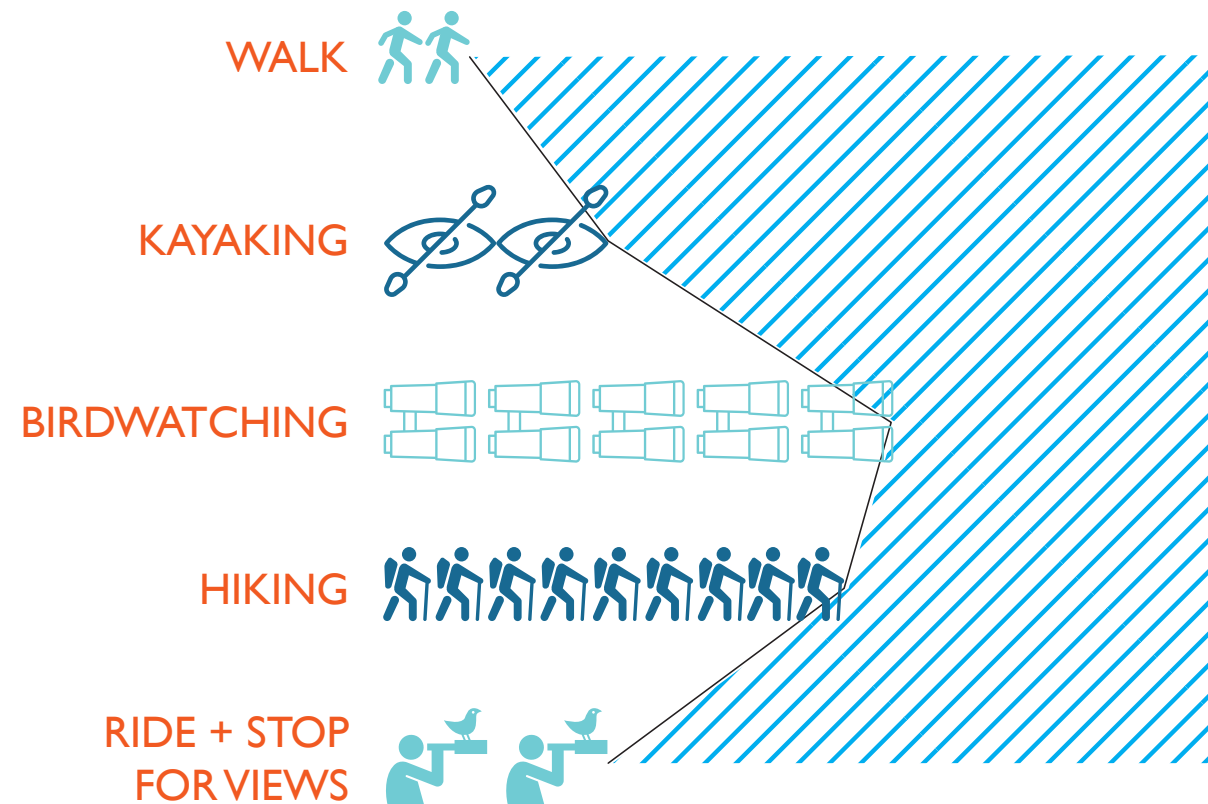 WALK
KAYAKING
BIRDWATCHING
HIKING
RIDE + STOP
FOR VIEWS